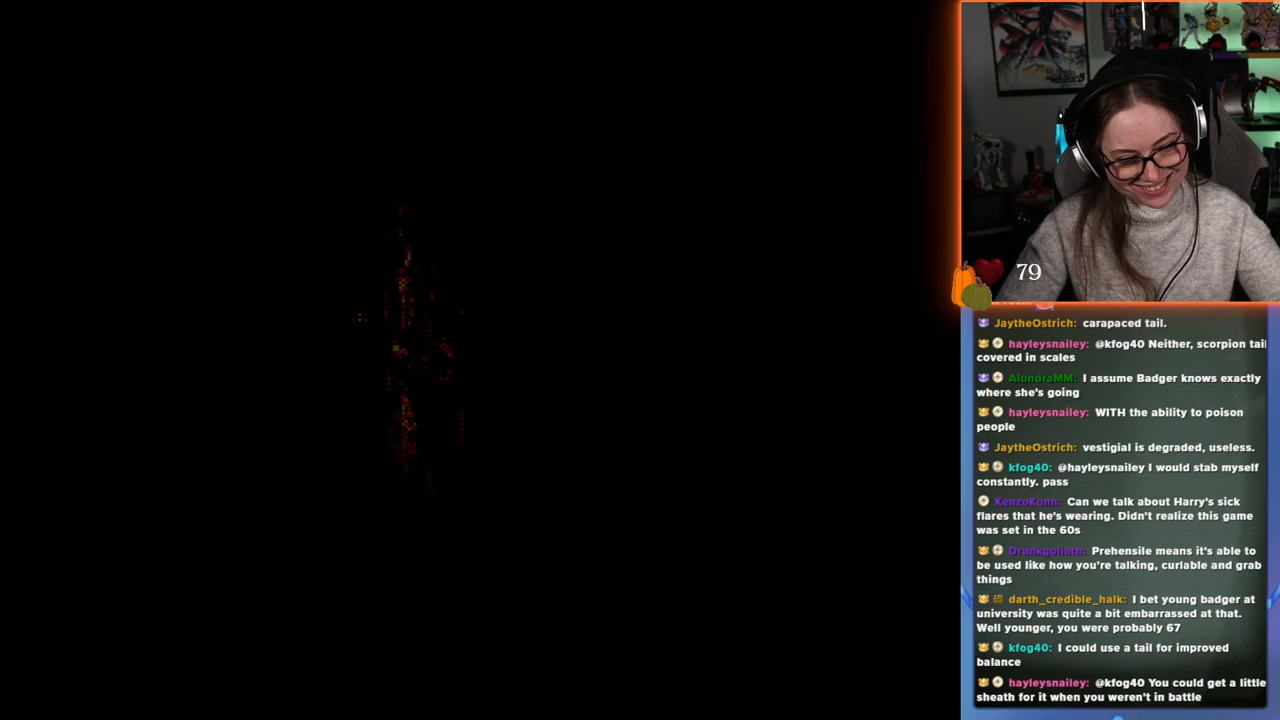 79
JaytheOstrich: carapaced tail.
hayleysnailey: @kfog40 Neither, scorpion tail
covered in scales
AlundraMM: I assume Badger knows exactly
where she's going
hayleysnailey: WITH the ability to poison
people
JaytheOstrich: vestigial is degraded, useless.
kfog40: @hayleysnailey I would stab myself
constantly. pass
KenzoKunn: Can we talk about Harry's sick
flares that he's wearing. Didn't realize this game
was set in the 60s
Drunkgoliath: Prehensile means it's able to
be used like how you're talking, curlable and grab
things
darth_credible_halk: I bet young badger at
university was quite a bit embarrassed at that.
Well younger, you were probably 67
kfog40: I could use a tail for improved
balance
hayleysnailey: @kfog40 You could get a little
sheath for it when you weren't in battle